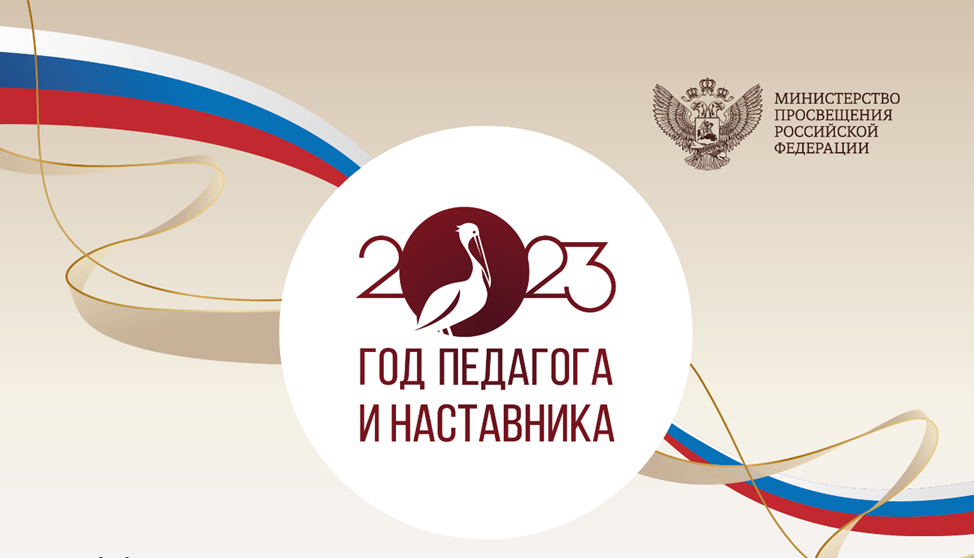 МИНИСТЕРСТВО
ПРОСВЕЩЕНИЯ
РОССИЙСКОЙ
ФЕДЕРАЦИИ
2023
ГОД ПЕДАГОГА
И НАСТАВНИКА